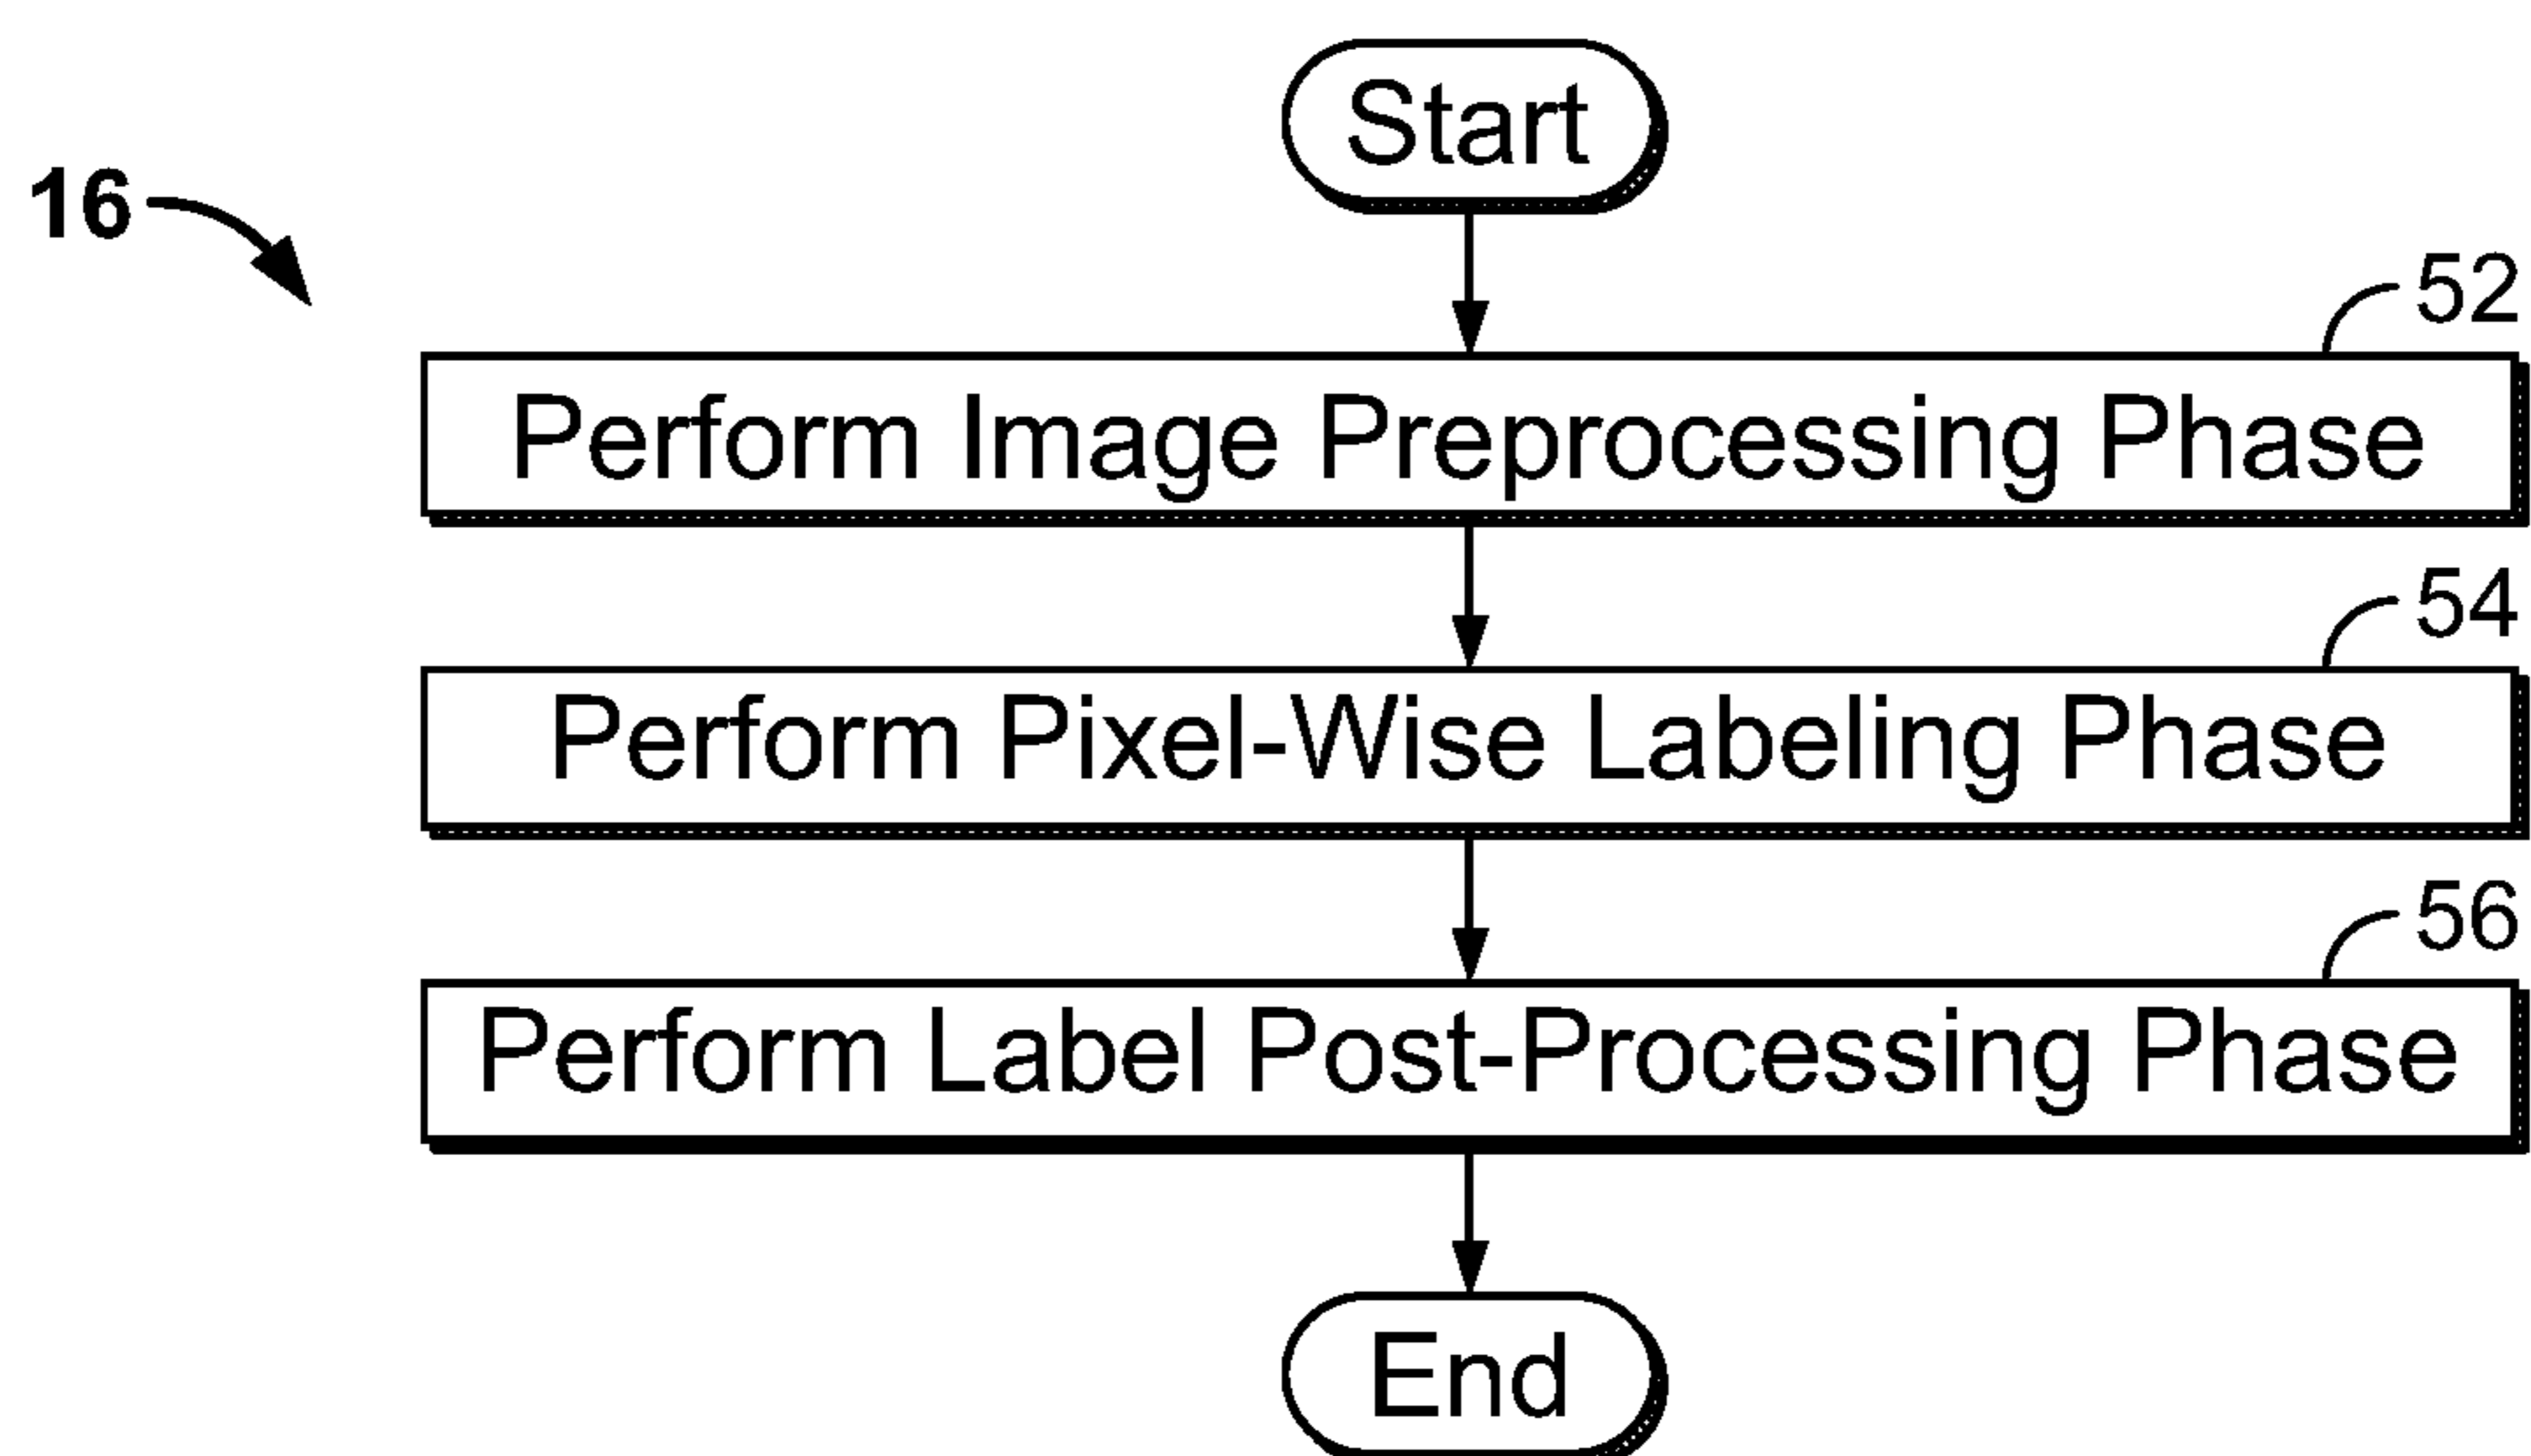 Start
16
52
Perform Image Preprocessing Phase
54
Perform Pixel-Wise Labeling Phase
56
Perform Label Post-Processing Phase
End